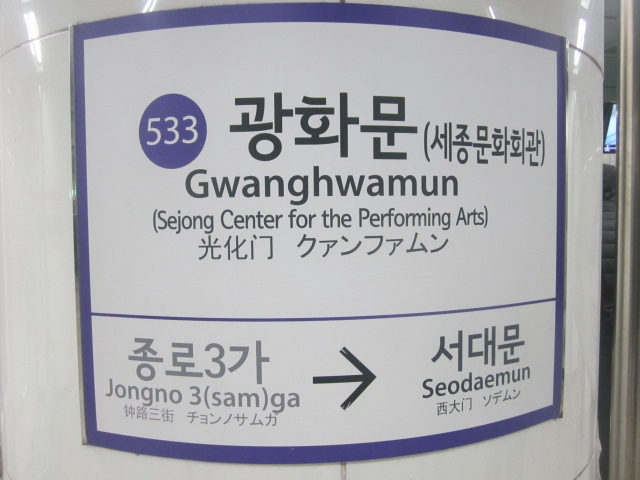 533 광화문 (세종문화회관)
Gwanghwamun
(Sejong Center for the Performing Arts)
光化门 クァンファムン
종로3가 → 서대문
Jongno 3(sam)ga Seodaemun
钟路三街 チョンノサムガ 西大门 ソデムン